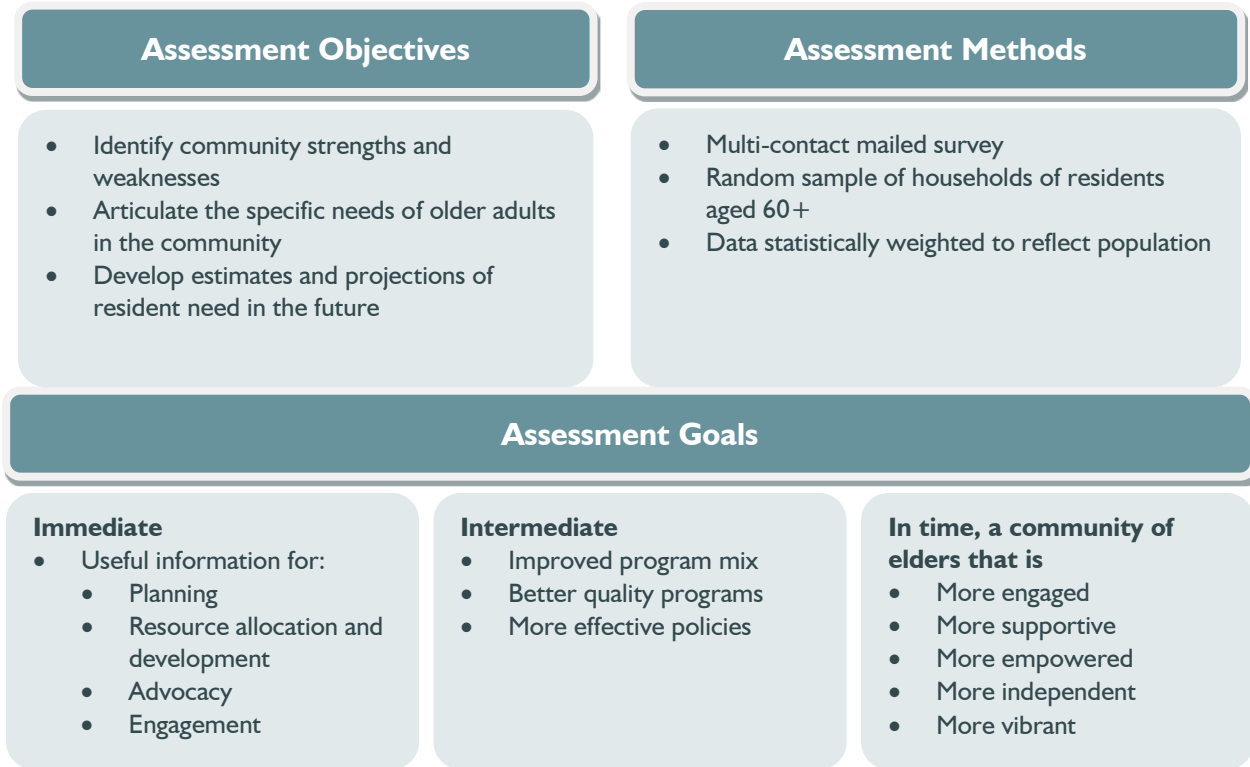 Assessment Objectives
• Identify community strengths and
weaknesses
• Articulate the specific needs of older adults
in the community
• Develop estimates and projections of
resident need in the future
Assessment Methods
• Multi-contact mailed survey
• Random sample of households of residents
aged 60+
• Data statistically weighted to reflect population
Assessment Goals
Immediate
• Useful information for:
• Planning
• Resource allocation and
development
• Advocacy
• Engagement
Intermediate
• Improved program mix
• Better quality programs
• More effective policies
In time, a community of
elders that is
• More engaged
• More supportive
• More empowered
• More independent
• More vibrant